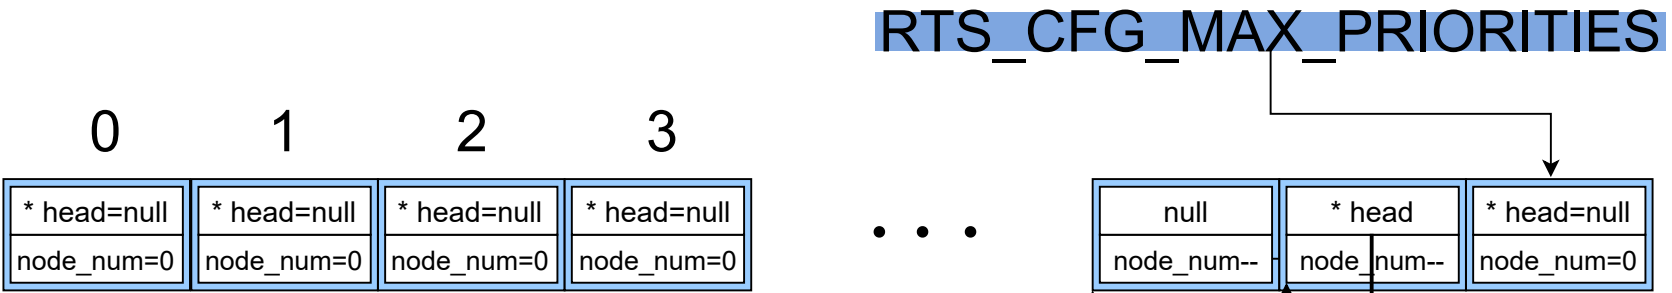 RTS_CFG_MAX_PRIORITIES
0 1 2 3
* head=null * head=null * head=null * head=null null * head * head=null
node_num=0 node_num=0 node_num=0 node_num=0 • • • node_num-- node_num-- node_num=0